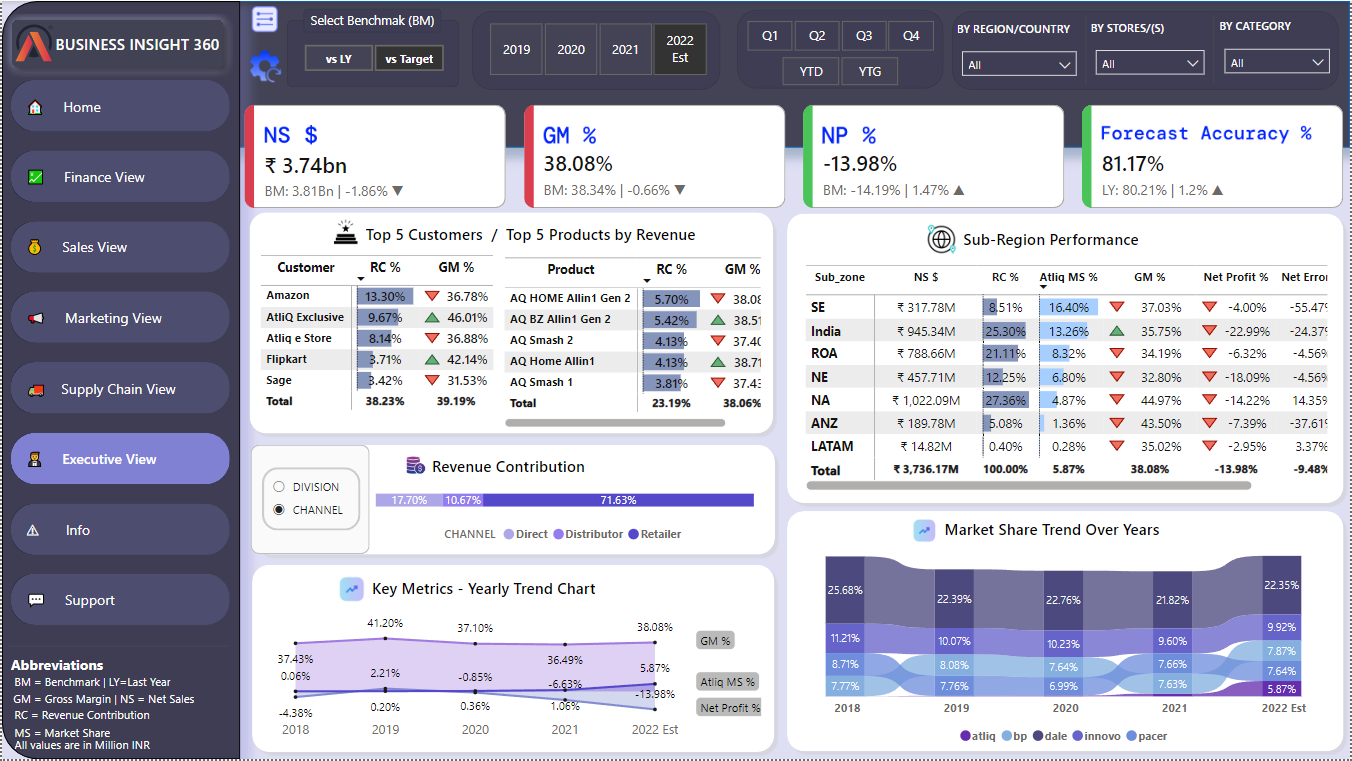 BUSINESS INSIGHT 360
Home
Finance View
Sales View
Marketing View
Supply Chain View
Executive View
Info
Support
Abbreviations
BM = Benchmark | LY=Last Year
GM = Gross Margin | NS = Net Sales
RC = Revenue Contribution
MS = Market Share
All values are in Million INR
Select Benchmak (BM)
vs LY vs Target
2019 2020 2021 2022 Est
Q1 Q2 Q3 Q4
YTD YTG
BY REGION/COUNTRY BY STORES/(S) BY CATEGORY
All All All
NS $
₹ 3.74bn
BM: 3.81Bn | -1.86% ▼
GM %
38.08%
BM: 38.34% | -0.66% ▼
NP %
-13.98%
BM: -14.19% | 1.47% ▲
Forecast Accuracy %
81.17%
LY: 80.21% | 1.2% ▲
Top 5 Customers / Top 5 Products by Revenue
Customer RC % GM %
Amazon 13.30% 36.78%
AtliQ Exclusive 9.67% 46.01%
Atliq e Store 8.14% 36.88%
Flipkart 3.71% 42.14%
Sage 3.42% 31.53%
Total 38.23% 39.19%
Product RC % GM %
AQ HOME Allin1 Gen 2 5.70% 38.08
AQ BZ Allin1 Gen 2 5.42% 38.51
AQ Smash 2 4.13% 37.40
AQ Home Allin1 4.13% 38.71
AQ Smash 1 3.81% 37.43
Total 23.19% 38.06%
Sub-Region Performance
Sub_zone NS $ RC % Atliq MS % GM % Net Profit % Net Error
SE ₹ 317.78M 8.51% 16.40% 37.03% -4.00% -55.47%
India ₹ 945.34M 25.30% 13.26% 35.75% -22.99% -24.37%
ROA ₹ 788.66M 21.11% 8.32% 34.19% -6.32% -4.56%
NE ₹ 457.71M 12.25% 6.80% 32.80% -18.09% -4.56%
NA ₹ 1,022.09M 27.36% 4.87% 44.97% -14.22% 14.35%
ANZ ₹ 189.78M 5.08% 1.36% 43.50% -7.39% -37.61%
LATAM ₹ 14.82M 0.40% 0.28% 35.02% -2.95% 3.37%
Total ₹ 3,736.17M 100.00% 5.87% 38.08% -13.98% -9.48%
DIVISION
CHANNEL
Revenue Contribution
17.70% 10.67% 71.63%
CHANNEL Direct Distributor Retailer
Key Metrics - Yearly Trend Chart
37.43% 41.20% 37.10% 36.49% 38.08%
0.06% 2.21% -0.85% -6.63% 5.87%
-4.38% 0.20% 0.36% 1.06% -13.98%
2018 2019 2020 2021 2022 Est
GM %
Atliq MS %
Net Profit %
Market Share Trend Over Years
25.68% 22.39% 22.76% 21.82% 22.35%
11.21% 10.07% 10.23% 9.60% 9.92%
8.71% 8.08% 7.64% 7.66% 7.87%
7.77% 7.76% 6.99% 7.63% 7.64%
5.87%
2018 2019 2020 2021 2022 Est
atliq bp dale innovo pacer